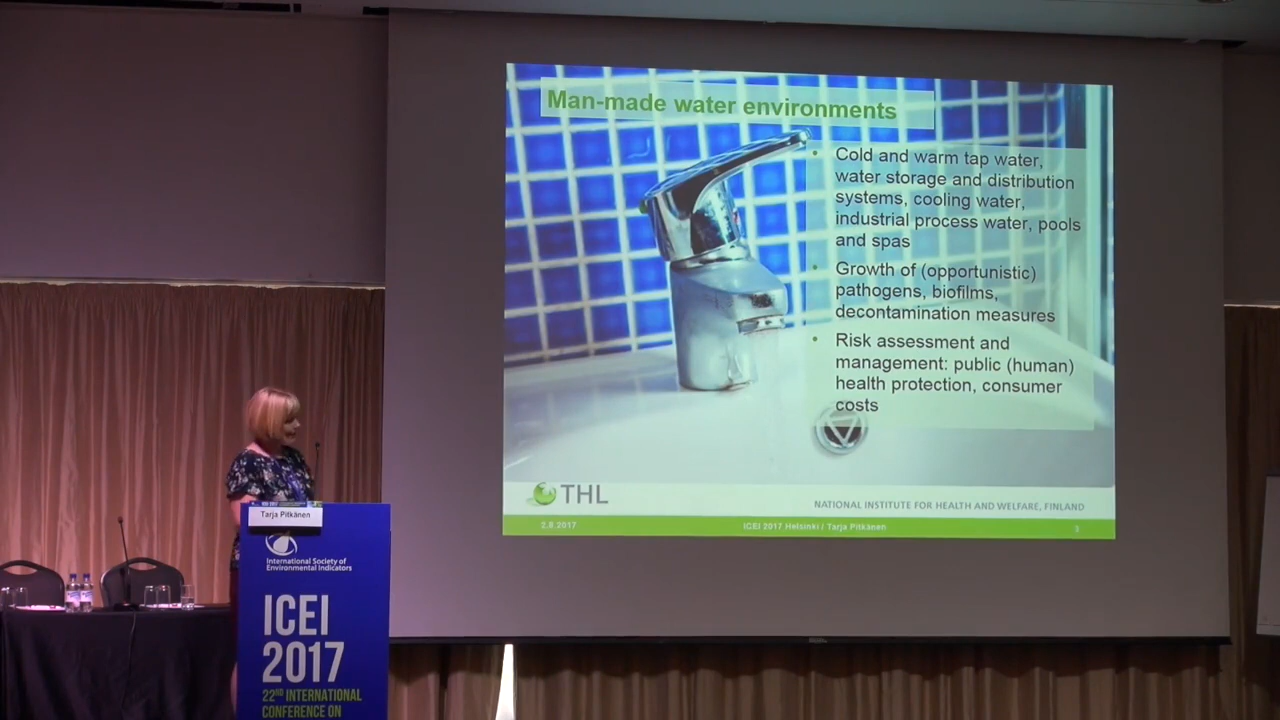 Man-made water environments
• Cold and warm tap water,
water storage and distribution
systems, cooling water,
industrial process water, pools
and spas
• Growth of (opportunistic)
pathogens, biofilms,
decontamination measures
• Risk assessment and
management: public (human)
health protection, consumer
costs
THL
NATIONAL INSTITUTE FOR HEALTH AND WELFARE, FINLAND
2.8.2017
ICEI 2017 Helsinki / Tarja Pitkänen
3
Tarja Pitkänen
International Society of
Environmental Indicators
ICEI
2017
22ND INTERNATIONAL
CONFERENCE ON